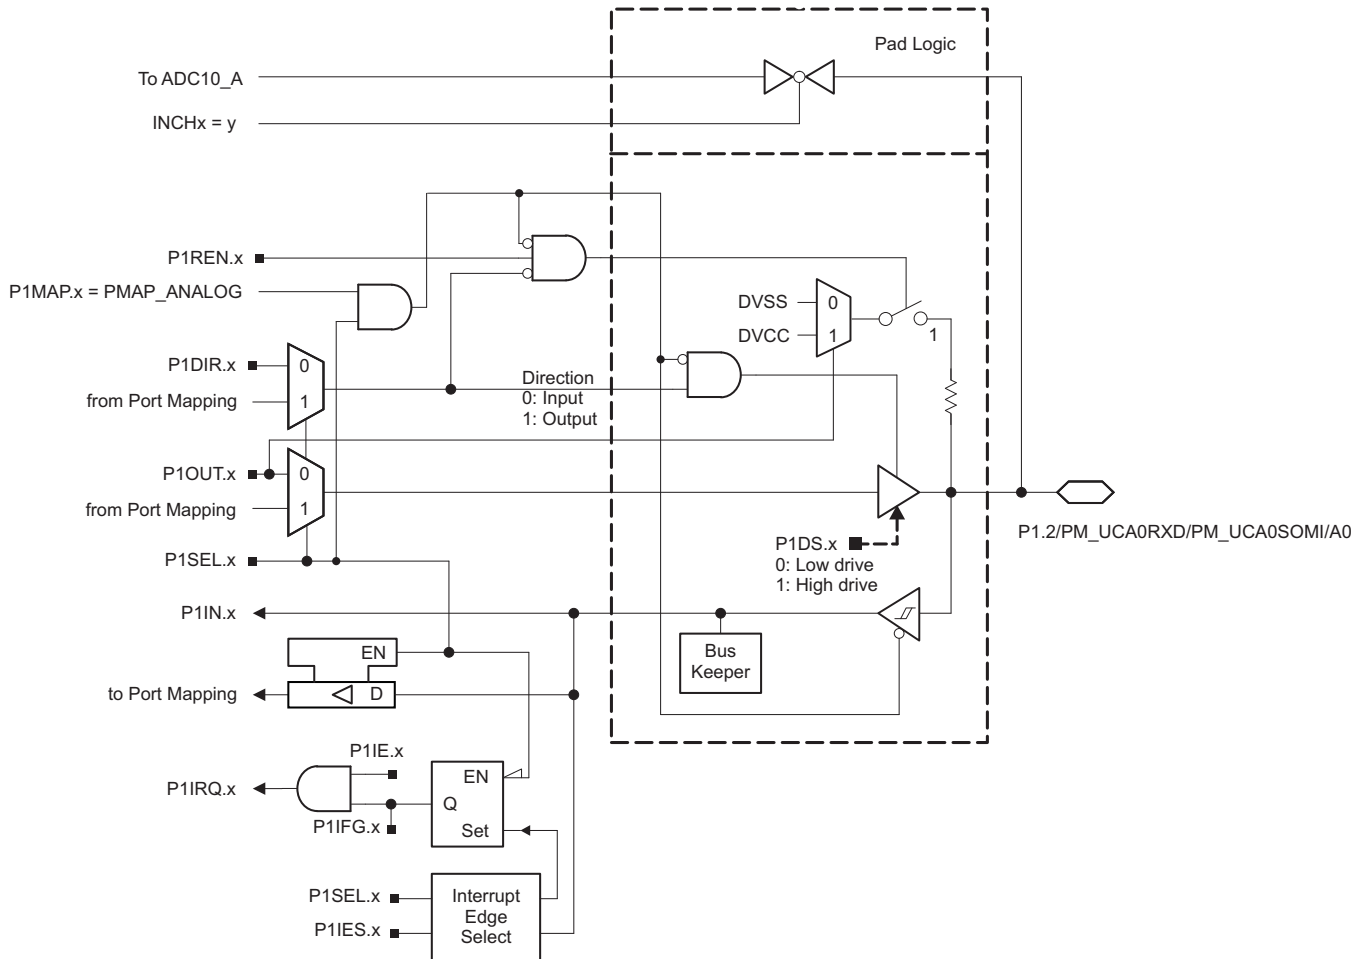 Pad Logic
To ADC10_A
INCHx = y
P1REN.x
P1MAP.x = PMAP_ANALOG
DVSS
0
DVCC
1
1
P1DIR.x
0
from Port Mapping
1
Direction
0: Input
1: Output
P1OUT.x
0
from Port Mapping
1
P1DS.x
0: Low drive
1: High drive
P1.2/PM_UCA0RXD/PM_UCA0SOMI/A0
P1SEL.x
P1IN.x
Bus
Keeper
EN
to Port Mapping
D
P1IE.x
P1IRQ.x
P1IFG.x
EN
Q
Set
P1SEL.x
P1IES.x
Interrupt
Edge
Select